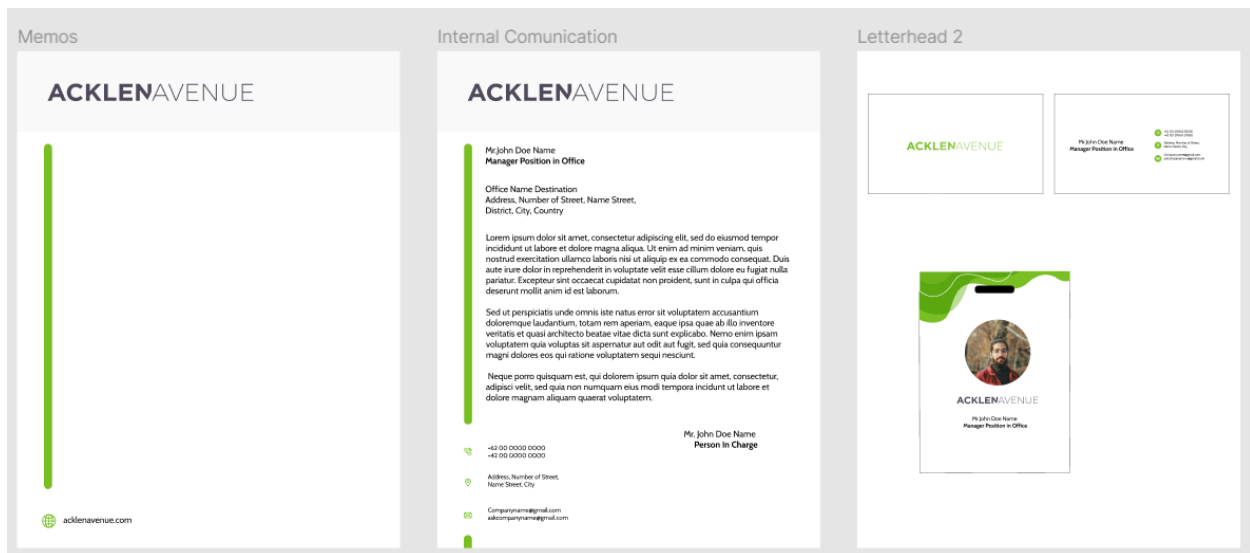 Memos
ACKLENAVENUE
acklenavenue.com
Internal Comunication
ACKLENAVENUE
Mr.John Doe Name
Manager Position in Office
Office Name Destination
Address, Number of Street, Name Street,
District, City, Country
Lorem ipsum dolor sit amet, consectetur adipiscing elit, sed do eiusmod tempor
incididunt ut labore et dolore magna aliqua. Ut enim ad minim veniam, quis
nostrud exercitation ullamco laboris nisi ut aliquip ex ea commodo consequat. Duis
aute irure dolor in reprehenderit in voluptate velit esse cillum dolore eu fugiat nulla
pariatur. Excepteur sint occaecat cupidatat non proident, sunt in culpa qui officia
deserunt mollit anim id est laborum.
Sed ut perspiciatis unde omnis iste natus error sit voluptatem accusantium
doloremque laudantium, totam rem aperiam, eaque ipsa quae ab illo inventore
veritatis et quasi architecto beatae vitae dicta sunt explicabo. Nemo enim ipsam
voluptatem quia voluptas sit aspernatur aut odit aut fugit, sed quia consequuntur
magni dolores eos qui ratione voluptatem sequi nesciunt.
Neque porro quisquam est, qui dolorem ipsum quia dolor sit amet, consectetur,
adipisci velit, sed quia non numquam eius modi tempora incidunt ut labore et
dolore magnam aliquam quaerat voluptatem.
Mr. John Doe Name
Person In Charge
+62 00 0000 0000
+42 00 0000 0000
Address, Number of Street,
Name Street, City
Companyname@gmail.com
askcompanyname@gmail.com
Letterhead 2
ACKLENAVENUE
Mr.John Doe Name
Manager Position in Office
ACKLENAVENUE
Mr.John Doe Name
Manager Position in Office